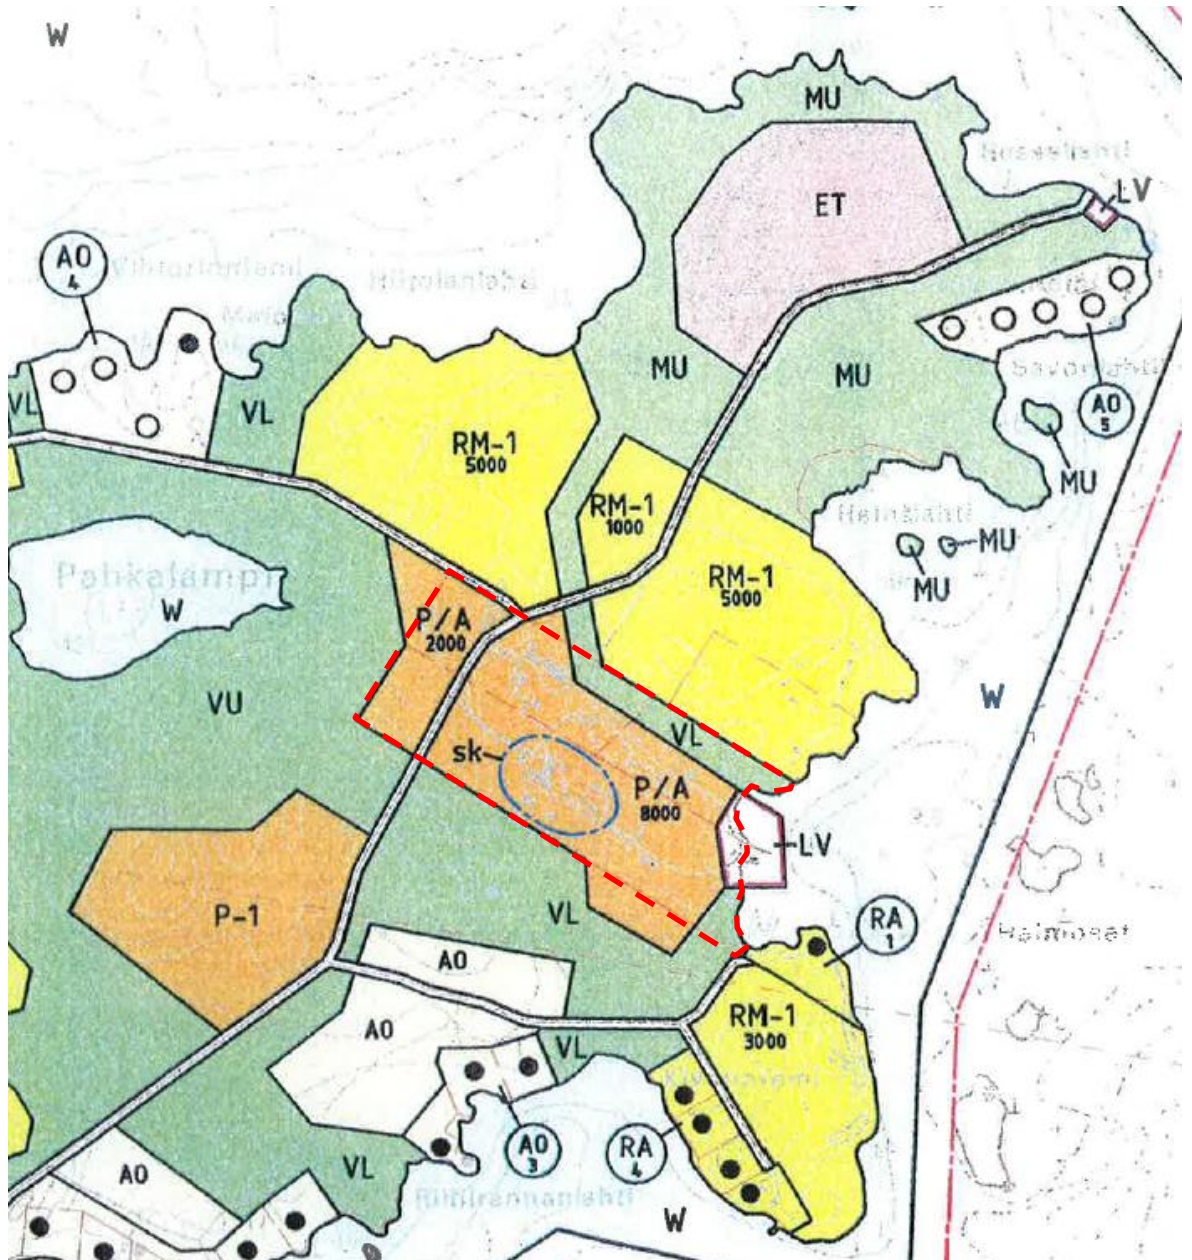 W
MU
ET
LV
AO
4
MU
MU
VL
VL
RM-1
5000
AO
5
MU
RM-1
1000
MU
MU
RM-1
5000
Pahkalampi
W
P/A
2000
VU
W
VL
sk
P/A
8000
LV
P-1
VL
RA
1
AO
AO
RM-1
3000
VL
AO
3
RA
4
AO
VL
W